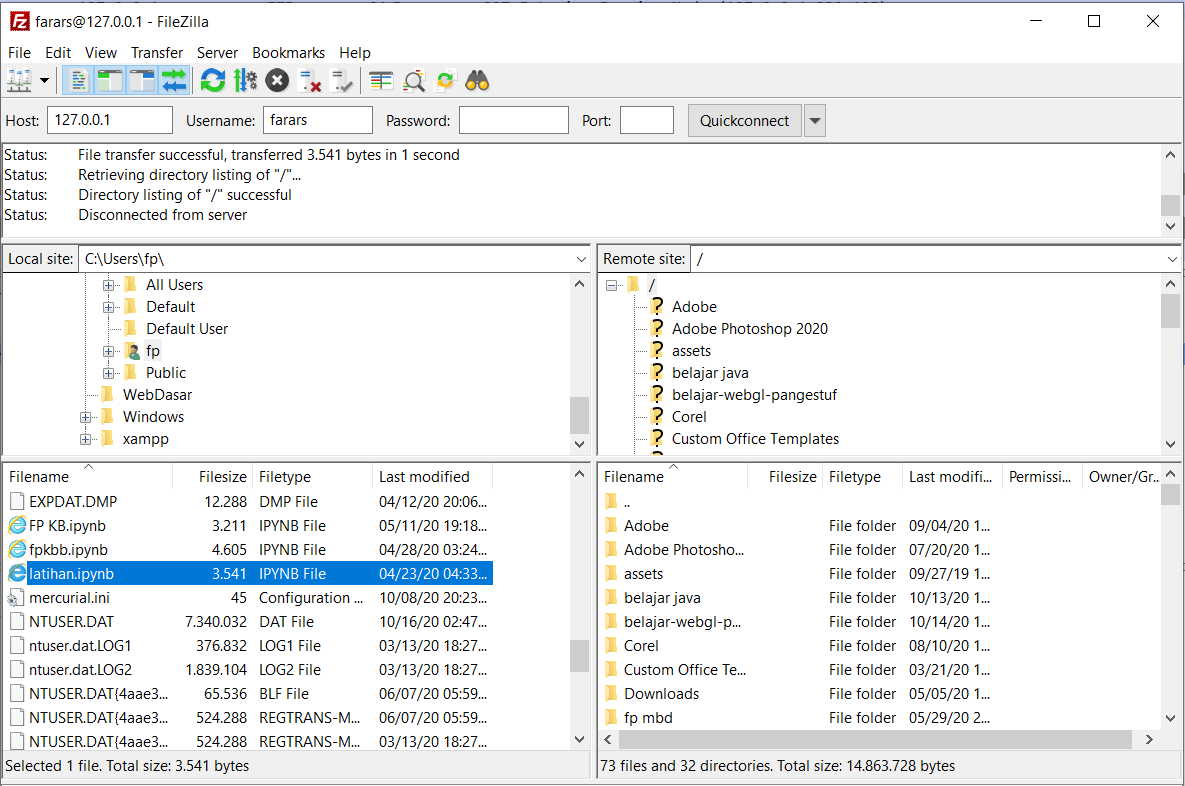 farars@127.0.0.1 - FileZilla
File Edit View Transfer Server Bookmarks Help
Host: 127.0.0.1 Username: farars Password: Port: Quickconnect
Status: File transfer successful, transferred 3.541 bytes in 1 second
Status: Retrieving directory listing of "/"...
Status: Directory listing of "/" successful
Status: Disconnected from server
Local site: C:\Users\fp\
All Users
Default
Default User
fp
Public
WebDasar
Windows
xampp
Remote site: /
/
Adobe
Adobe Photoshop 2020
assets
belajar java
belajar-webgl-pangestuf
Corel
Custom Office Templates
Filename Filesize Filetype Last modified
EXPDAT.DMP 12.288 DMP File 04/12/20 20:06...
FP KB.ipynb 3.211 IPYNB File 05/11/20 19:18...
fpkbb.ipynb 4.605 IPYNB File 04/28/20 03:24...
latihan.ipynb 3.541 IPYNB File 04/23/20 04:33...
mercurial.ini 45 Configuration ... 10/08/20 20:23...
NTUSER.DAT 7.340.032 DAT File 10/16/20 02:47...
ntuser.dat.LOG1 376.832 LOG1 File 03/13/20 18:27...
ntuser.dat.LOG2 1.839.104 LOG2 File 03/13/20 18:27...
NTUSER.DAT{4aae3... 65.536 BLF File 06/07/20 05:59...
NTUSER.DAT{4aae3... 524.288 REGTRANS-M... 06/07/20 05:59...
NTUSER.DAT{4aae3... 524.288 REGTRANS-M... 03/13/20 18:27...
Selected 1 file. Total size: 3.541 bytes
Filename Filesize Filetype Last modifi... Permissi... Owner/Gr...
..
Adobe File folder 09/04/20 1...
Adobe Photosho... File folder 07/20/20 1...
assets File folder 09/27/19 1...
belajar java File folder 10/13/20 1...
belajar-webgl-p... File folder 10/14/20 1...
Corel File folder 08/10/20 1...
Custom Office Te... File folder 03/21/20 1...
Downloads File folder 05/05/20 1...
fp mbd File folder 05/29/20 2...
73 files and 32 directories. Total size: 14.863.728 bytes